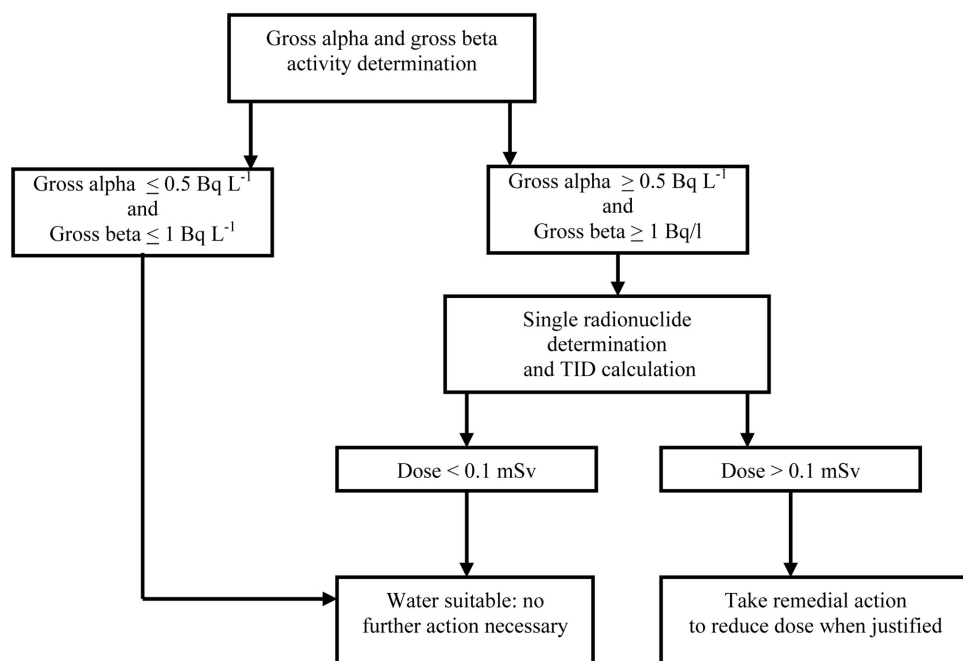 Gross alpha and gross beta
activity determination
Gross alpha ≤ 0.5 Bq L⁻¹
and
Gross beta ≤ 1 Bq L⁻¹
Gross alpha ≥ 0.5 Bq L⁻¹
and
Gross beta ≥ 1 Bq/l
Single radionuclide
determination
and TID calculation
Dose < 0.1 mSv
Dose > 0.1 mSv
Water suitable: no
further action necessary
Take remedial action
to reduce dose when justified